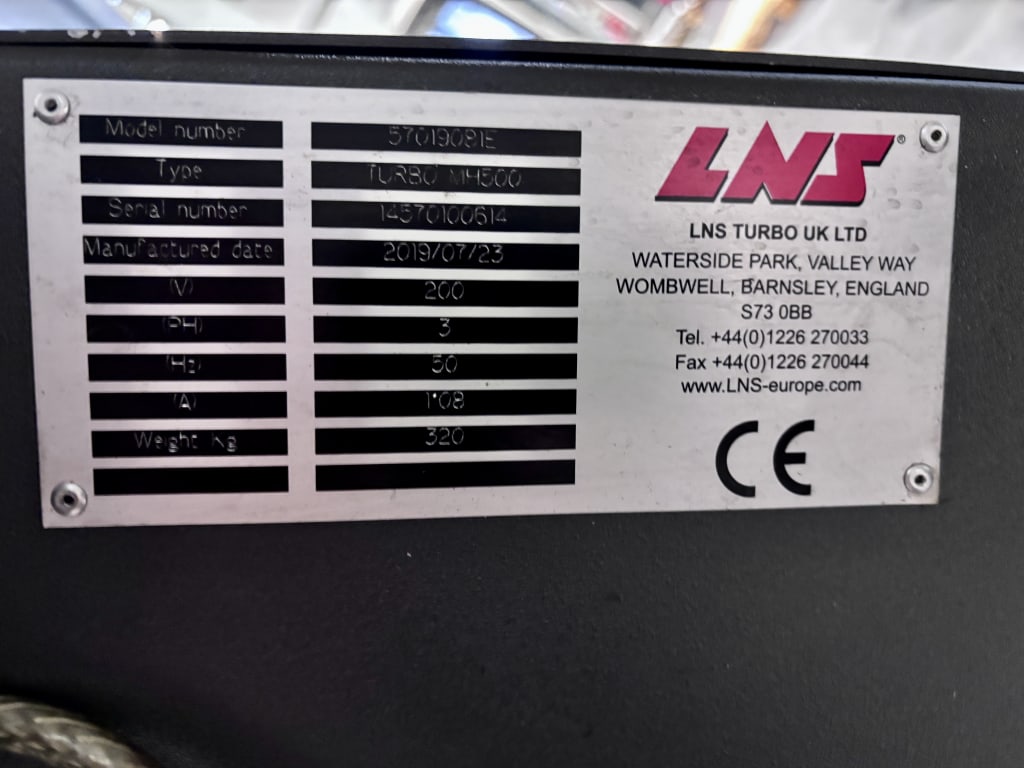 Model number 57019081E
Type TURBO MH500
Serial number 14570100614
Manufactured date 2019/07/23
(V) 200
(PH) 3
(Hz) 50
(A) 1.08
Weight kg 320
LNS®
LNS TURBO UK LTD
WATERSIDE PARK, VALLEY WAY
WOMBWELL, BARNSLEY, ENGLAND
S73 0BB
Tel. +44(0)1226 270033
Fax +44(0)1226 270044
www.LNS-europe.com
CE